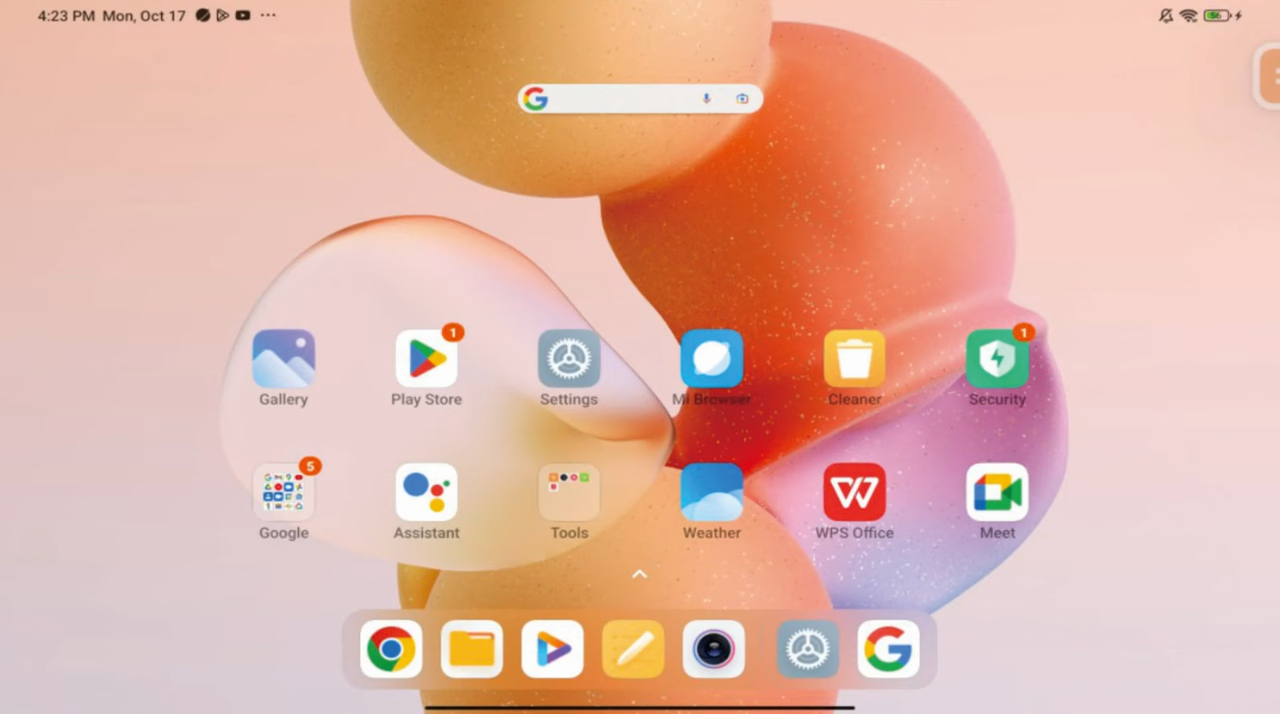 4:23 PM Mon, Oct 17
56
1
1
Gallery
Play Store
Settings
Mi Browser
Cleaner
Security
5
Google
Assistant
Tools
Weather
WPS Office
Meet